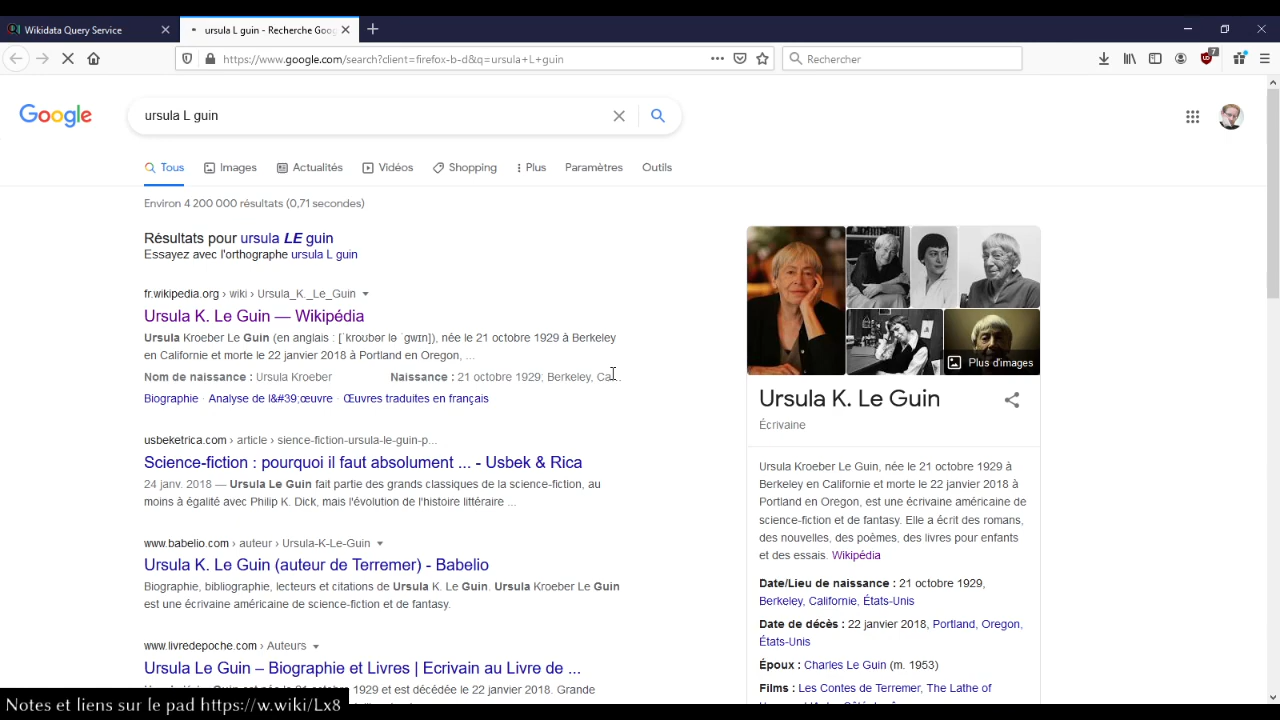 Wikidata Query Service
ursula L guin - Recherche Goog
https://www.google.com/search?client=firefox-b-d&q=ursula+L+guin
Rechercher
7
Google
ursula L guin
Tous
Images
Actualités
Vidéos
Shopping
Plus
Paramètres
Outils
Environ 4 200 000 résultats (0,71 secondes)
Résultats pour ursula LE guin
Essayez avec l'orthographe ursula L guin
fr.wikipedia.org › wiki › Ursula_K._Le_Guin
Ursula K. Le Guin — Wikipédia
Ursula Kroeber Le Guin (en anglais : [ˈkroʊbər lə ˈgwɪn]), née le 21 octobre 1929 à Berkeley
en Californie et morte le 22 janvier 2018 à Portland en Oregon, ...
Nom de naissance : Ursula Kroeber
Naissance : 21 octobre 1929; Berkeley, Ca...
Biographie · Analyse de l&#39;œuvre · Œuvres traduites en français
usbeketrica.com › article › sience-fiction-ursula-le-guin-p...
Science-fiction : pourquoi il faut absolument ... - Usbek & Rica
24 janv. 2018 — Ursula Le Guin fait partie des grands classiques de la science-fiction, au
moins à égalité avec Philip K. Dick, mais l'évolution de l'histoire littéraire ...
www.babelio.com › auteur › Ursula-K-Le-Guin
Ursula K. Le Guin (auteur de Terremer) - Babelio
Biographie, bibliographie, lecteurs et citations de Ursula K. Le Guin. Ursula Kroeber Le Guin
est une écrivaine américaine de science-fiction et de fantasy.
www.livredepoche.com › Auteurs
Ursula Le Guin – Biographie et Livres | Ecrivain au Livre de ...
Guin est née le 21 octobre 1929 et est décédée le 22 janvier 2018. Grande
Plus d'images
Ursula K. Le Guin
Écrivaine
Ursula Kroeber Le Guin, née le 21 octobre 1929 à
Berkeley en Californie et morte le 22 janvier 2018 à
Portland en Oregon, est une écrivaine américaine de
science-fiction et de fantasy. Elle a écrit des romans,
des nouvelles, des poèmes, des livres pour enfants
et des essais. Wikipédia
Date/Lieu de naissance : 21 octobre 1929,
Berkeley, Californie, États-Unis
Date de décès : 22 janvier 2018, Portland, Oregon,
États-Unis
Époux : Charles Le Guin (m. 1953)
Films : Les Contes de Terremer, The Lathe of
Notes et liens sur le pad https://w.wiki/Lx8